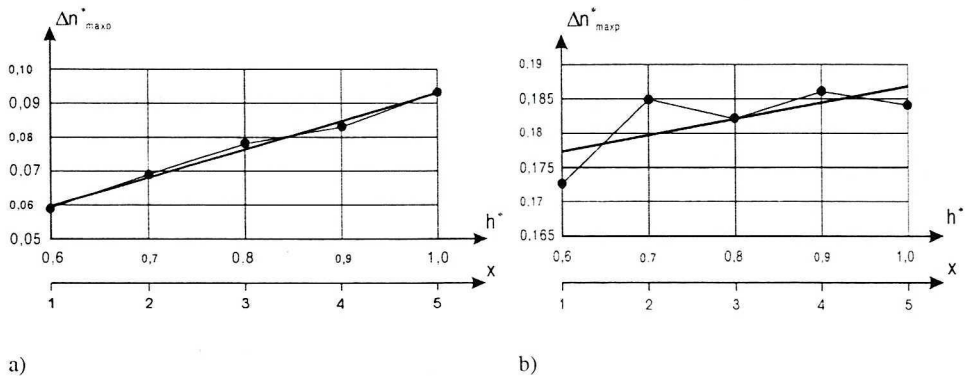 Δn*maxp
0,10
0,09
0,08
0,07
0,06
0,05
h*
0,6 0,7 0.8 0,9 1,0
x
1 2 3 4 5
a)
Δn*maxp
0,19
0,185
0,18
0,175
0,17
0,165
h*
0,6 0,7 0,8 0,9 1,0
x
1 2 3 4 5
b)